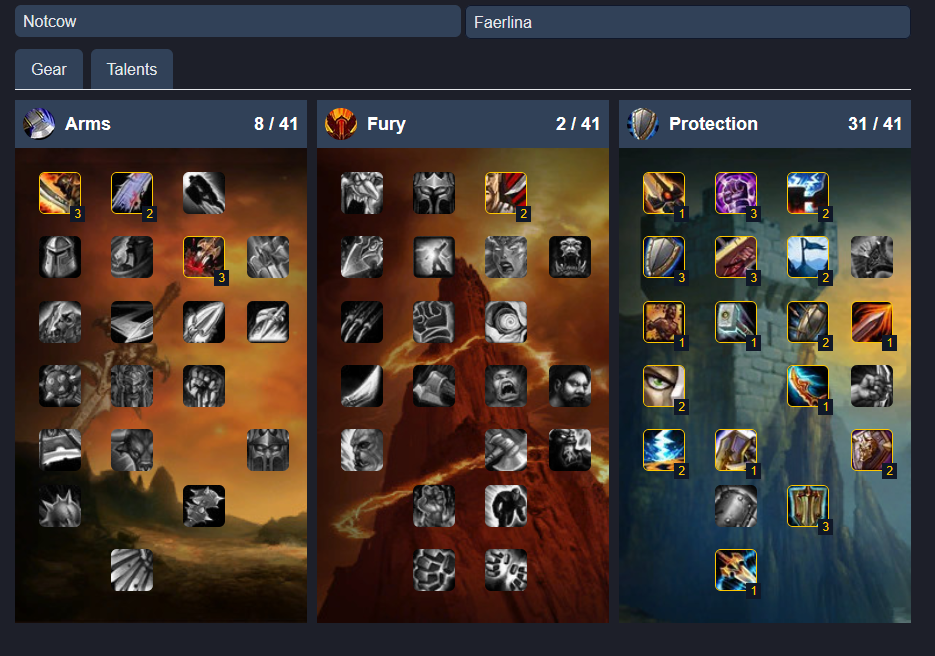 Notcow
Faerlina
Gear Talents
Arms 8 / 41
Fury 2 / 41
Protection 31 / 41
3 2
2
1 3 2
3
3 3 2
1 1 2 1
2 1
2 1 2
3
1